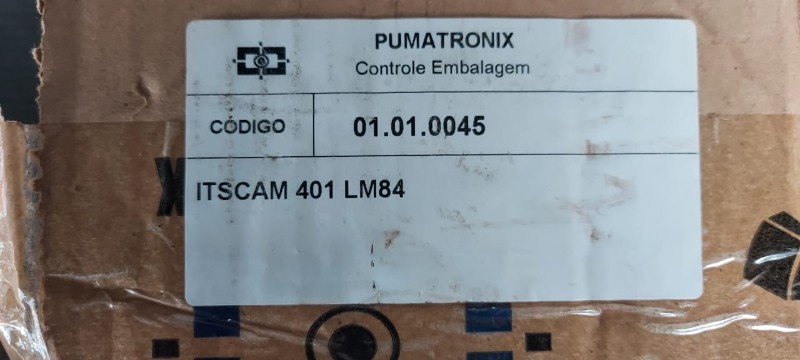 PUMATRONIX
Controle Embalagem
CÓDIGO 01.01.0045
ITSCAM 401 LM84